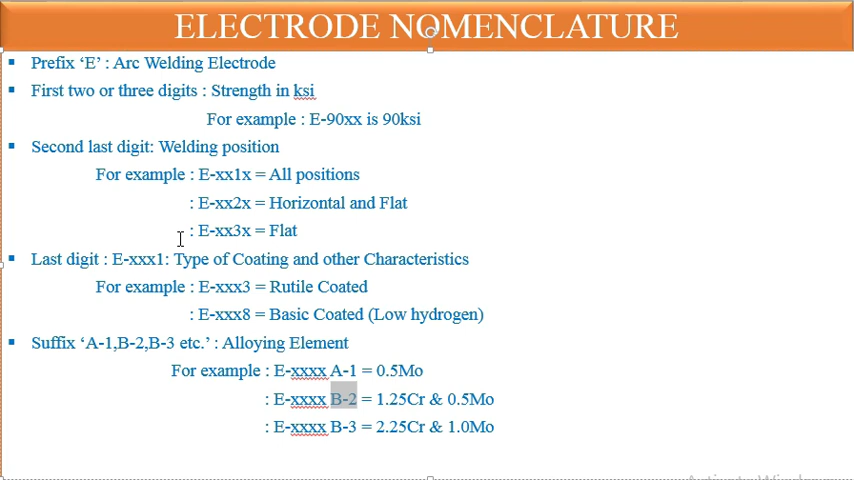 ELECTRODE NOMENCLATURE
▪ Prefix ‘E’ : Arc Welding Electrode
▪ First two or three digits : Strength in ksi
For example : E-90xx is 90ksi
▪ Second last digit: Welding position
For example : E-xx1x = All positions
: E-xx2x = Horizontal and Flat
: E-xx3x = Flat
▪ Last digit : E-xxx1: Type of Coating and other Characteristics
For example : E-xxx3 = Rutile Coated
: E-xxx8 = Basic Coated (Low hydrogen)
▪ Suffix ‘A-1,B-2,B-3 etc.’ : Alloying Element
For example : E-xxxx A-1 = 0.5Mo
: E-xxxx B-2 = 1.25Cr & 0.5Mo
: E-xxxx B-3 = 2.25Cr & 1.0Mo